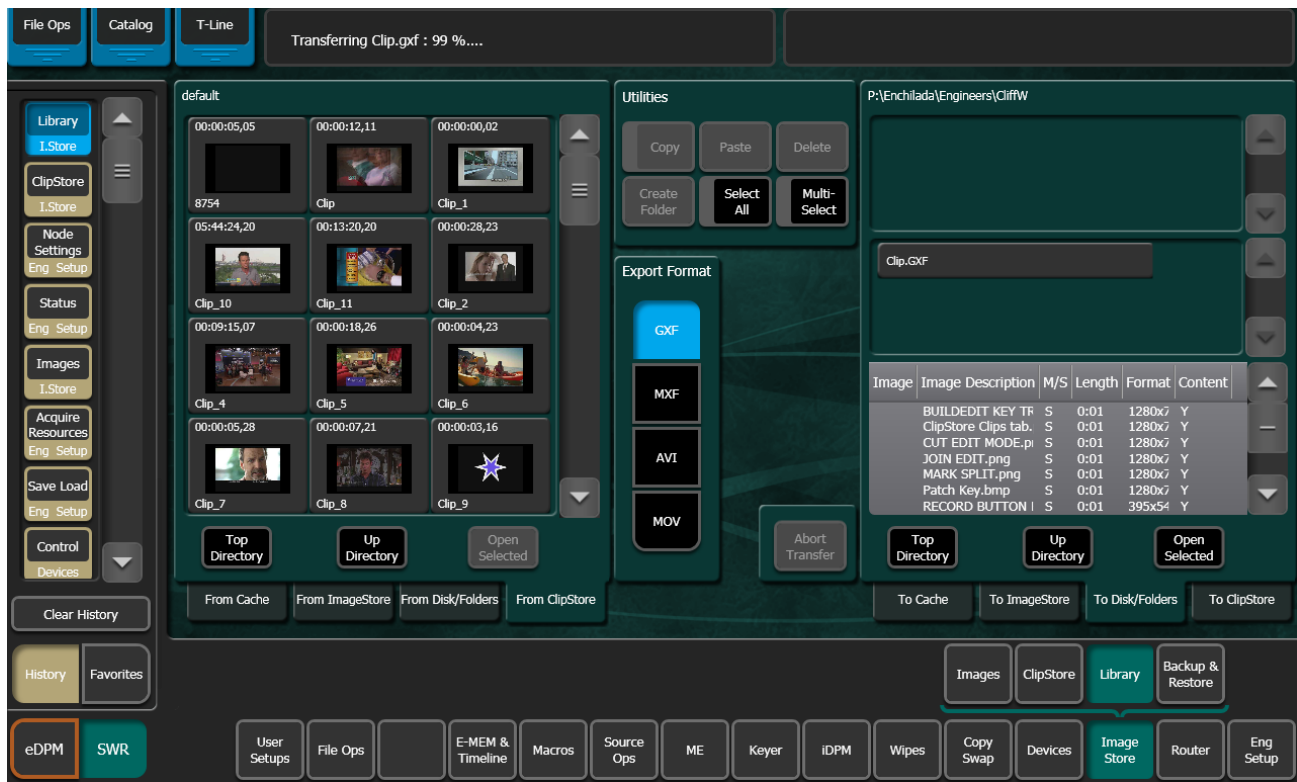 File Ops
Catalog
T-Line
Transferring Clip.gxf : 99 %....
Library
I.Store
ClipStore
I.Store
Node
Settings
Eng Setup
Status
Eng Setup
Images
I.Store
Acquire
Resources
Eng Setup
Save Load
Eng Setup
Control
Devices
Clear History
History
Favorites
eDPM
SWR
default
00:00:05,05
00:00:12,11
00:00:00,02
8754
Clip
Clip_1
05:44:24,20
00:13:20,20
00:00:28,23
Clip_10
Clip_11
Clip_2
00:09:15,07
00:00:18,26
00:00:04,23
Clip_4
Clip_5
Clip_6
00:00:05,28
00:00:07,21
00:00:03,16
Clip_7
Clip_8
Clip_9
Top
Directory
Up
Directory
Open
Selected
From Cache
From ImageStore
From Disk/Folders
From ClipStore
Utilities
Copy
Paste
Delete
Create
Folder
Select
All
Multi-
Select
Export Format
GXF
MXF
AVI
MOV
Abort
Transfer
P:\Enchilada\Engineers\CliffW
Clip.GXF
Image Image Description M/S Length Format Content
BUILDEDIT KEY TR S 0:01 1280x7 Y
ClipStore Clips tab. S 0:01 1280x7 Y
CUT EDIT MODE.pi S 0:01 1280x7 Y
JOIN EDIT.png S 0:01 1280x7 Y
MARK SPLIT.png S 0:01 1280x7 Y
Patch Key.bmp S 0:01 1280x7 Y
RECORD BUTTON S 0:01 395x54 Y
Top
Directory
Up
Directory
Open
Selected
To Cache
To ImageStore
To Disk/Folders
To ClipStore
Images
ClipStore
Library
Backup &
Restore
User
Setups
File Ops
E-MEM &
Timeline
Macros
Source
Ops
ME
Keyer
iDPM
Wipes
Copy
Swap
Devices
Image
Store
Router
Eng
Setup